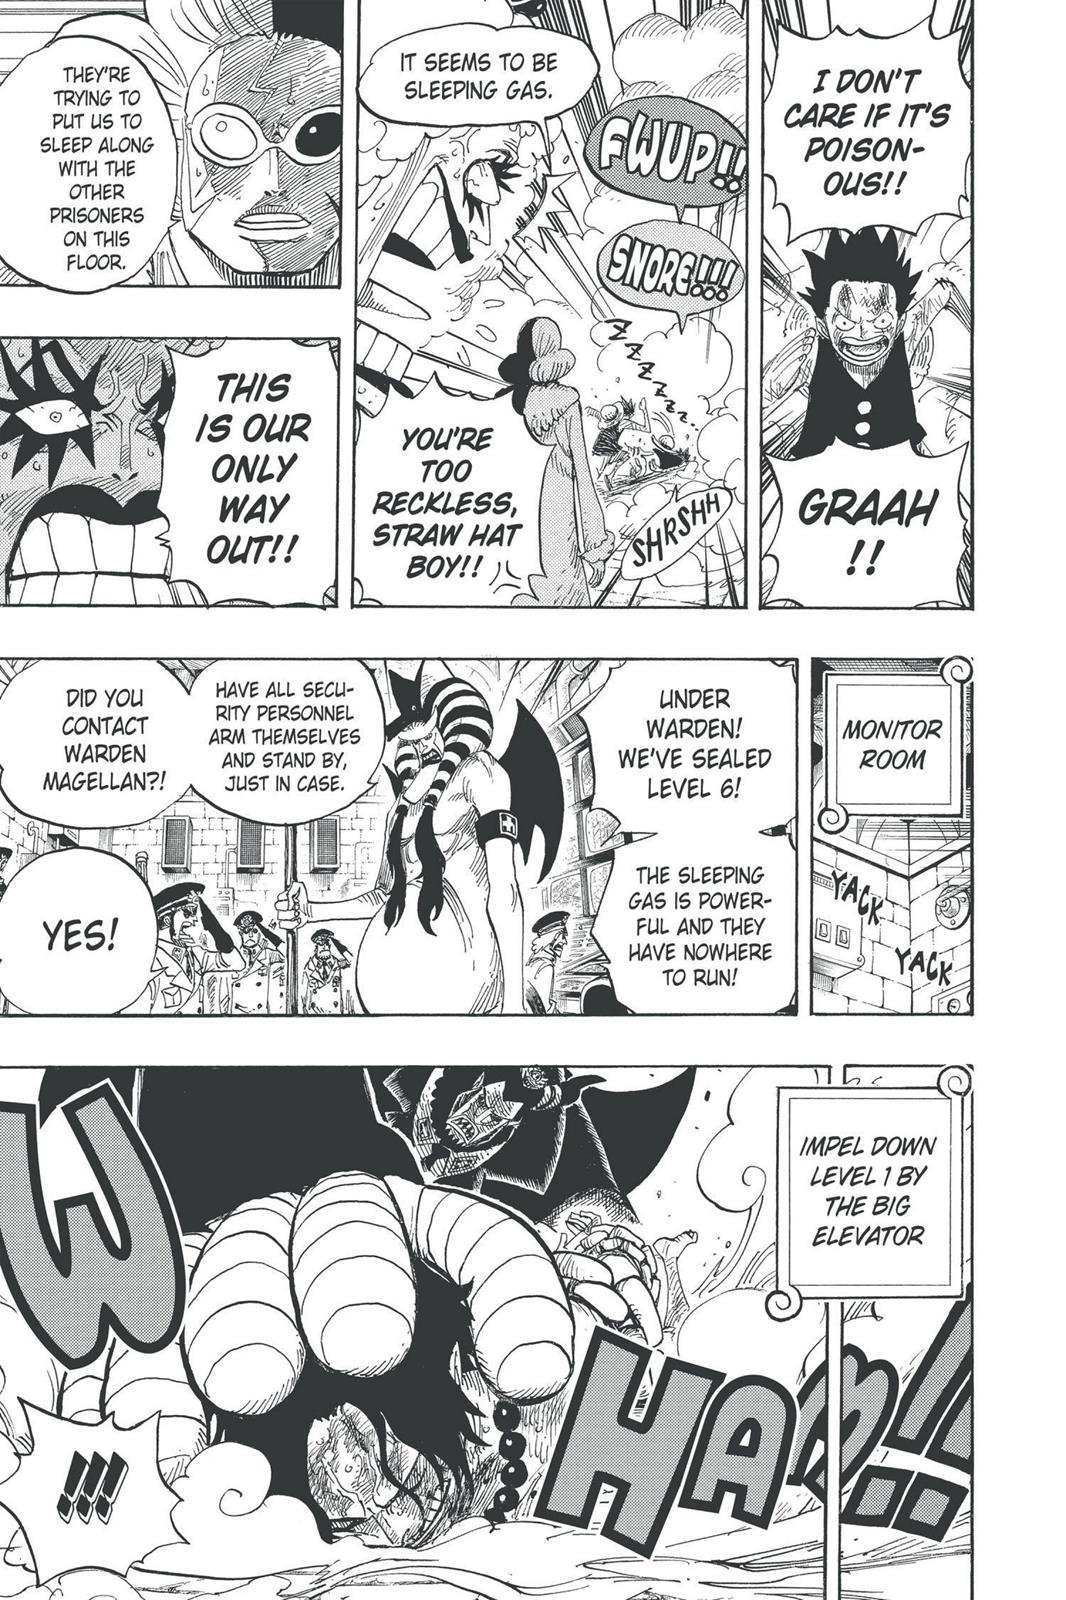 I DON'T
CARE IF IT'S
POISON-
OUS!!
GRAAH
!!
IT SEEMS TO BE
SLEEPING GAS.
FWUP!!
SNORE!!!
ZZZZZZ
SHRSHH
YOU'RE
TOO
RECKLESS,
STRAW HAT
BOY!!
THEY'RE
TRYING TO
PUT US TO
SLEEP ALONG
WITH THE
OTHER
PRISONERS
ON THIS
FLOOR.
THIS
IS OUR
ONLY
WAY
OUT!!
MONITOR
ROOM
YACK
YACK
UNDER
WARDEN!
WE'VE SEALED
LEVEL 6!
THE SLEEPING
GAS IS POWER-
FUL AND THEY
HAVE NOWHERE
TO RUN!
HAVE ALL SECU-
RITY PERSONNEL
ARM THEMSELVES
AND STAND BY,
JUST IN CASE.
DID YOU
CONTACT
WARDEN
MAGELLAN?!
YES!
IMPEL DOWN
LEVEL 1 BY
THE BIG
ELEVATOR
WHAM!!
!!!